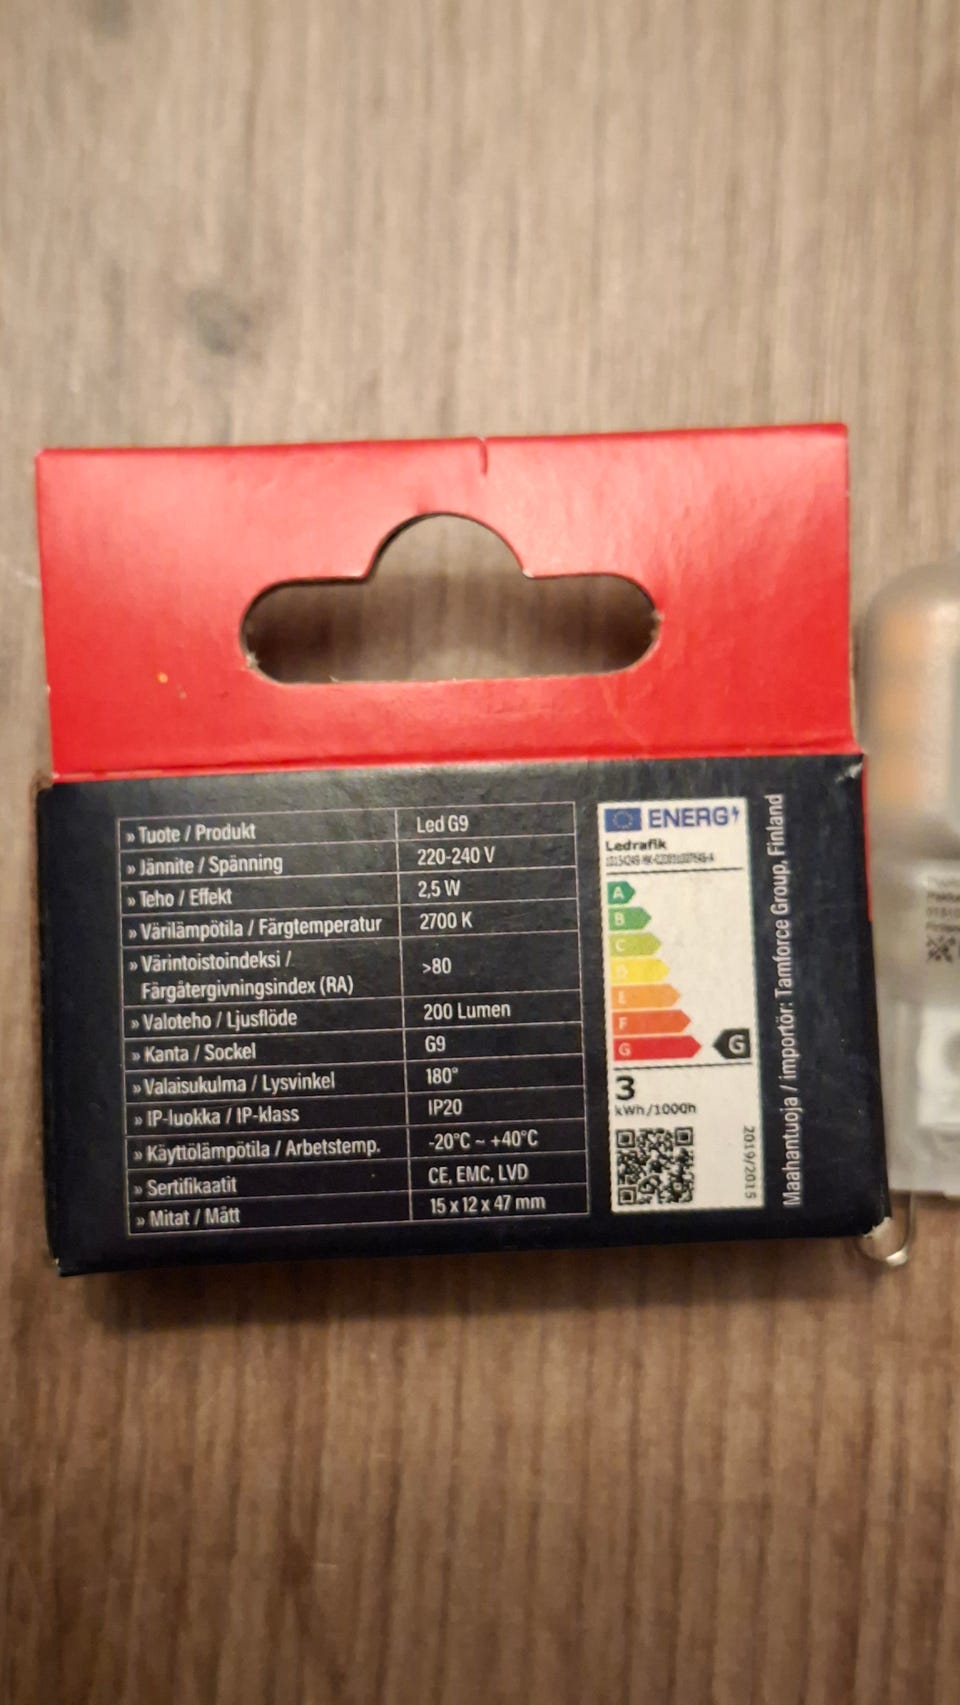 » Tuote / Produkt Led G9
» Jännite / Spänning 220-240 V
» Teho / Effekt 2,5 W
» Värilämpötila / Färgtemperatur 2700 K
» Värintoistoindeksi /
Färgåtergivningsindex (RA) >80
» Valoteho / Ljusflöde 200 Lumen
» Kanta / Sockel G9
» Valaisukulma / Lysvinkel 180°
» IP-luokka / IP-klass IP20
» Käyttölämpötila / Arbetstemp. -20°C ~ +40°C
» Sertifikaatit CE, EMC, LVD
» Mitat / Mått 15 x 12 x 47 mm
ENERG
Ledrafik
A
B
C
D
E
F
G
G
3
kWh/1000h
2019/2015
Maahantuoja / importör: Tamforce Group, Finland